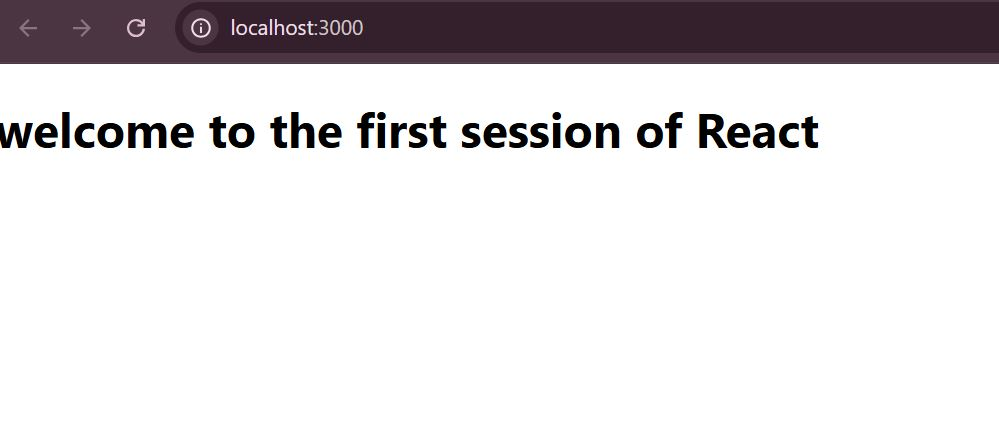 localhost:3000
welcome to the first session of React